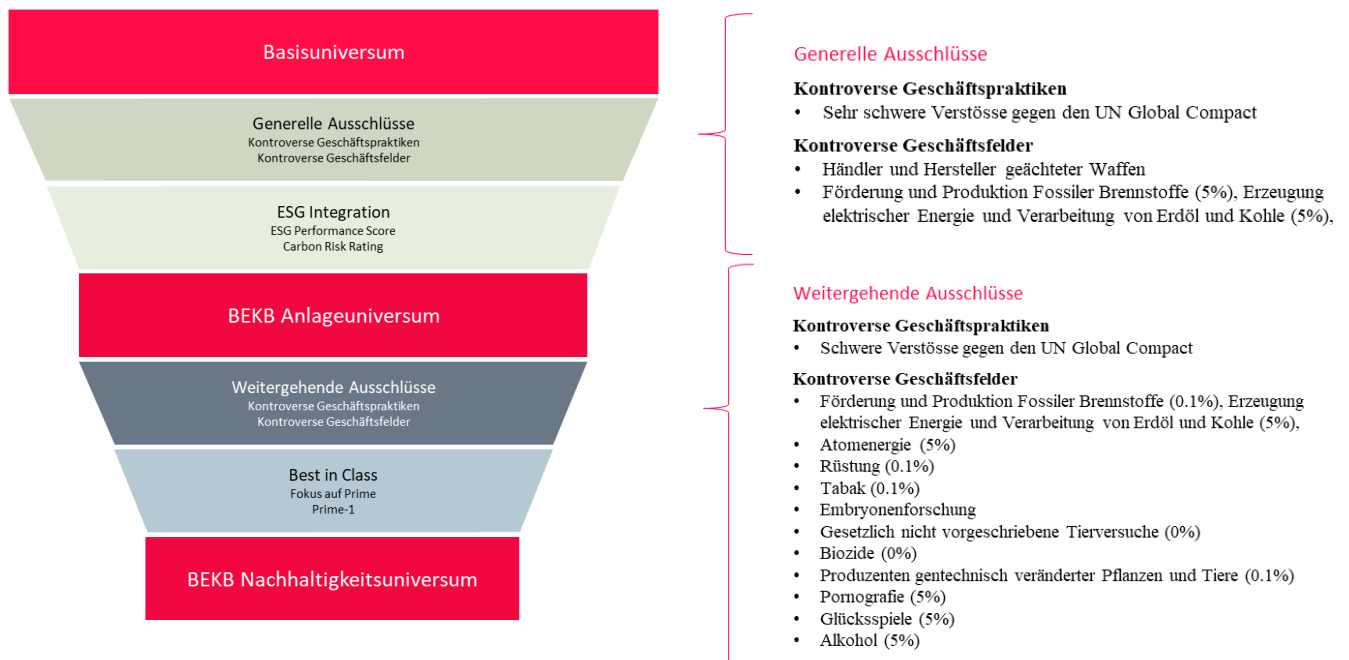 Basisuniversum
Generelle Ausschlüsse
Kontroverse Geschäftspraktiken
Kontroverse Geschäftsfelder
ESG Integration
ESG Performance Score
Carbon Risk Rating
BEKB Anlageuniversum
Weitergehende Ausschlüsse
Kontroverse Geschäftspraktiken
Kontroverse Geschäftsfelder
Best in Class
Fokus auf Prime
Prime-1
BEKB Nachhaltigkeitsuniversum
Generelle Ausschlüsse
Kontroverse Geschäftspraktiken
• Sehr schwere Verstösse gegen den UN Global Compact
Kontroverse Geschäftsfelder
• Händler und Hersteller geächteter Waffen
• Förderung und Produktion Fossiler Brennstoffe (5%), Erzeugung
elektrischer Energie und Verarbeitung von Erdöl und Kohle (5%),
Weitergehende Ausschlüsse
Kontroverse Geschäftspraktiken
• Schwere Verstösse gegen den UN Global Compact
Kontroverse Geschäftsfelder
• Förderung und Produktion Fossiler Brennstoffe (0.1%), Erzeugung
elektrischer Energie und Verarbeitung von Erdöl und Kohle (5%),
• Atomenergie (5%)
• Rüstung (0.1%)
• Tabak (0.1%)
• Embryonenforschung
• Gesetzlich nicht vorgeschriebene Tierversuche (0%)
• Biozide (0%)
• Produzenten gentechnisch veränderter Pflanzen und Tiere (0.1%)
• Pornografie (5%)
• Glücksspiele (5%)
• Alkohol (5%)